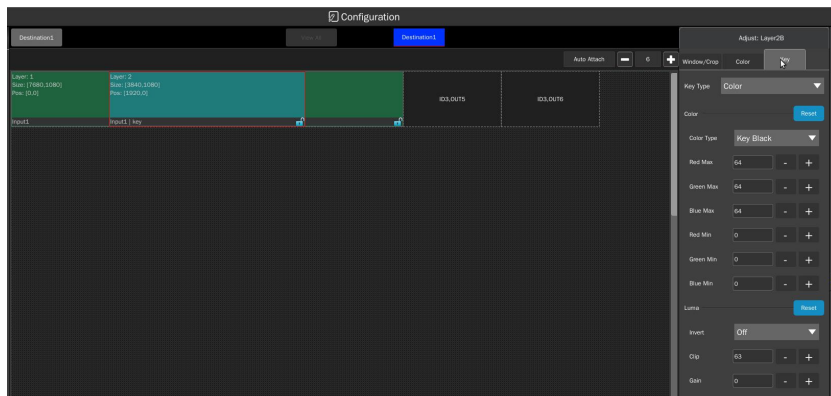 Configuration
Destination1
View All
Destination1
Adjust: Layer2B
Auto Attach
6
Window/Crop
Color
Key
Layer: 1
Size: [7680,1080]
Pos: [0,0]
Input1
Layer: 2
Size: [3840,1080]
Pos: [1920,0]
Input1 | key
ID3,OUT5
ID3,OUT6
Key Type
Color
Color
Reset
Color Type
Key Black
Red Max
64
-
+
Green Max
64
-
+
Blue Max
64
-
+
Red Min
0
-
+
Green Min
0
-
+
Blue Min
0
-
+
Luma
Reset
Invert
Off
Clip
63
-
+
Gain
0
-
+